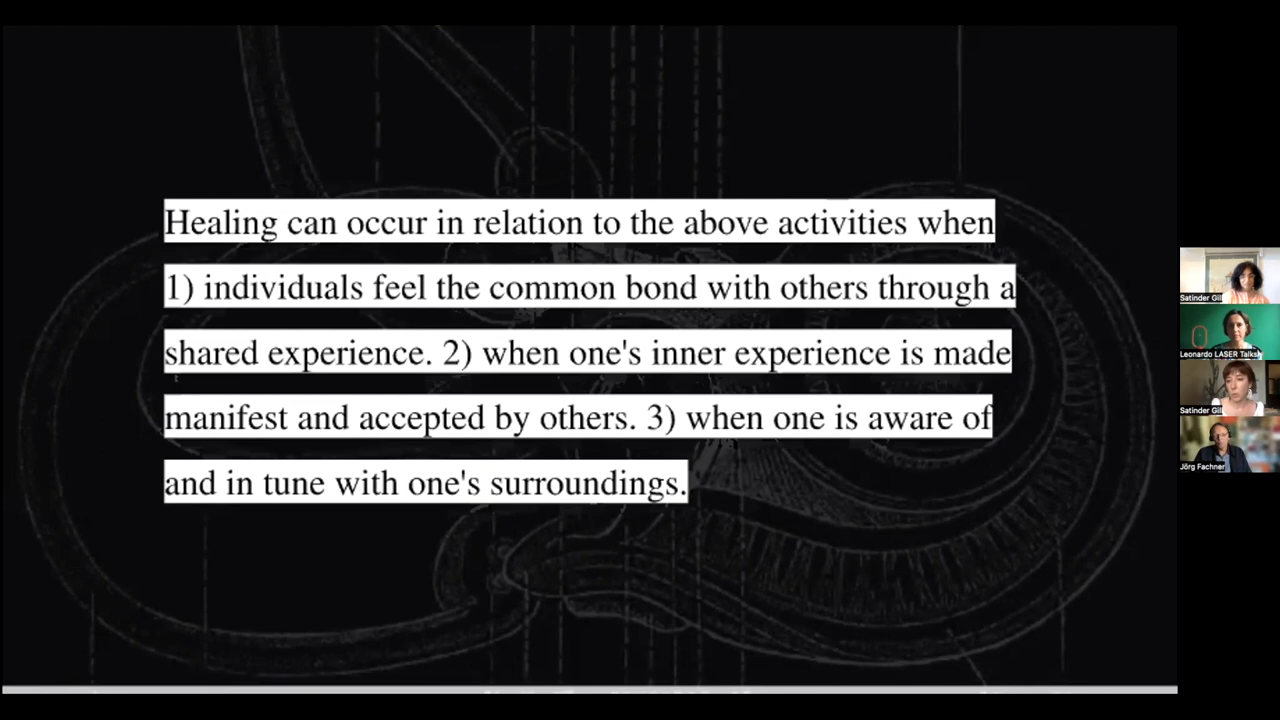 Healing can occur in relation to the above activities when
1) individuals feel the common bond with others through a
shared experience. 2) when one's inner experience is made
manifest and accepted by others. 3) when one is aware of
and in tune with one's surroundings.
Satinder Gill
Leonardo LASER Talks
Satinder Gill
Jörg Fachner